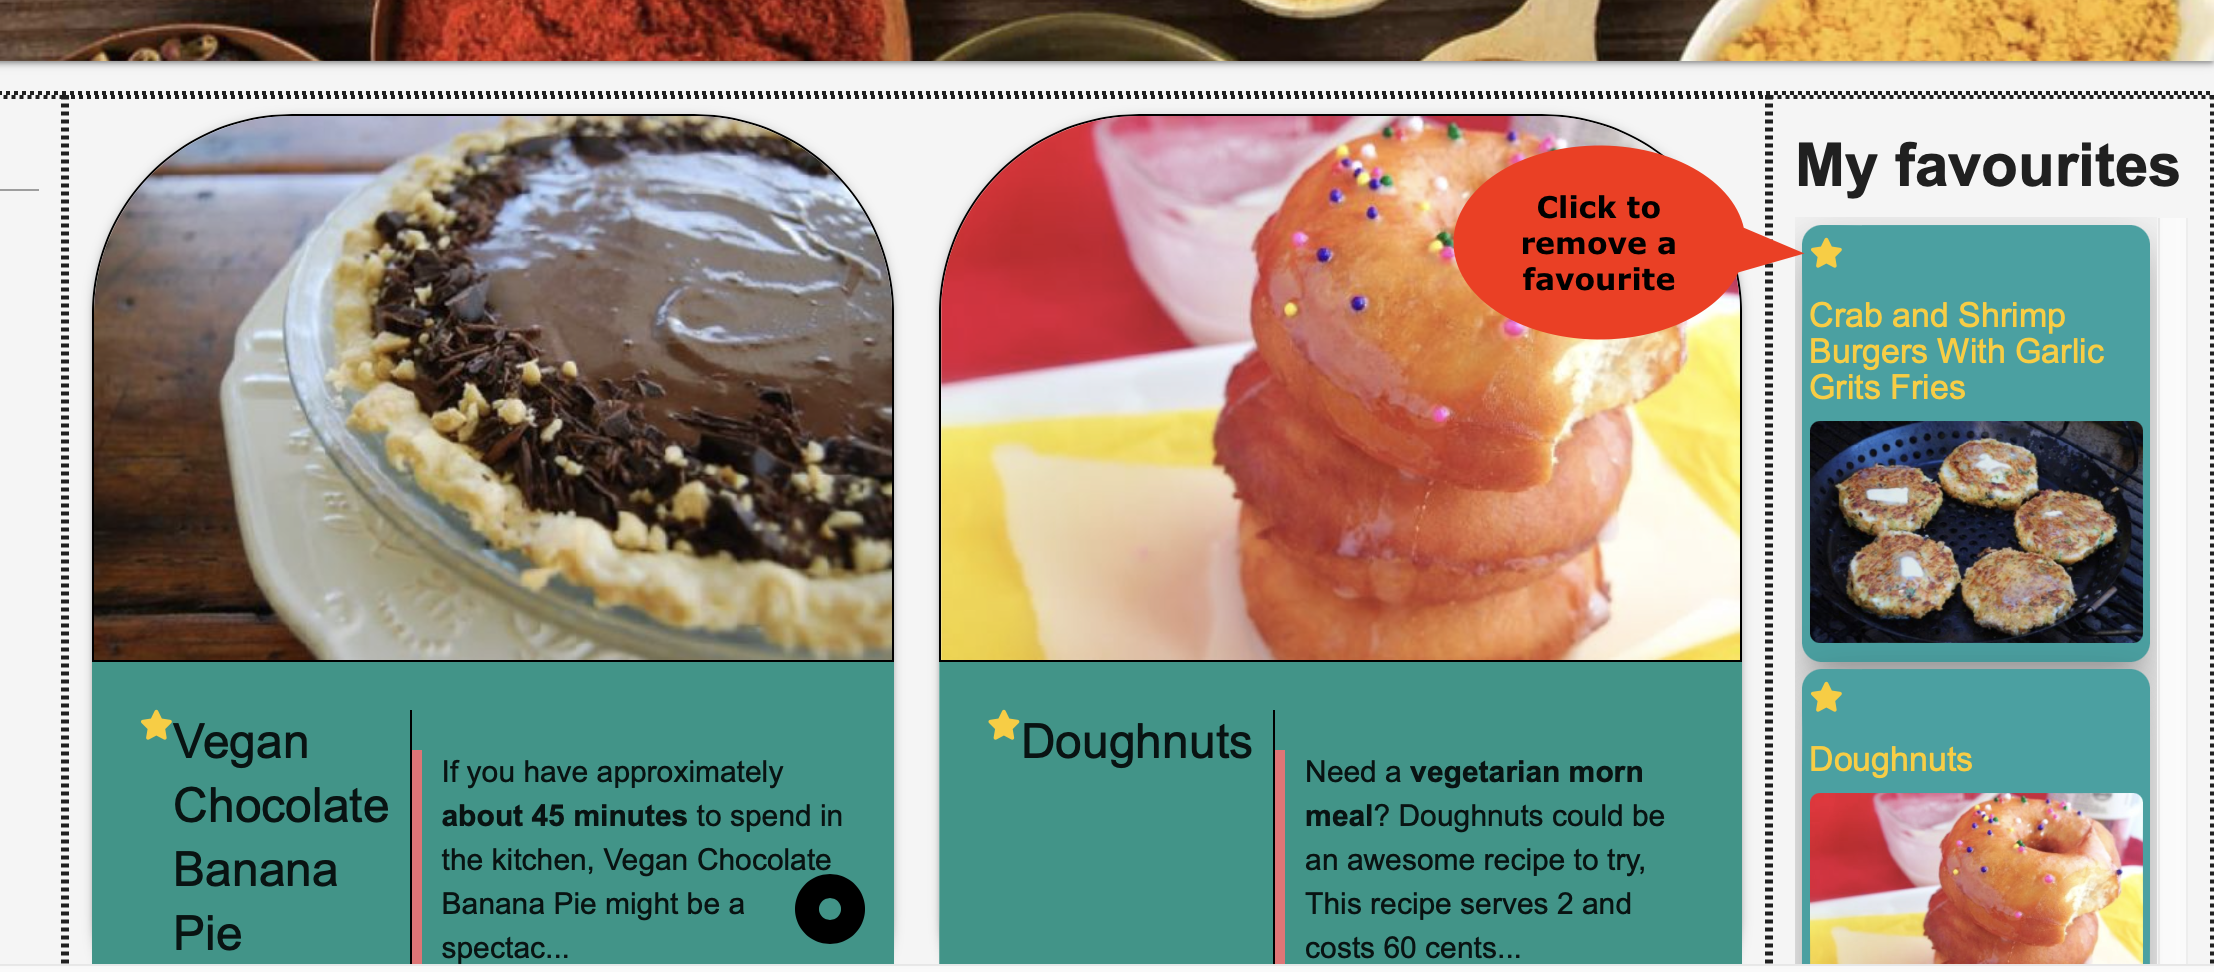 Click to
remove a
favourite
My favourites
Crab and Shrimp
Burgers With Garlic
Grits Fries
Vegan
Chocolate
Banana
Pie
If you have approximately
about 45 minutes to spend in
the kitchen, Vegan Chocolate
Banana Pie might be a
spectac...
Doughnuts
Need a vegetarian morn
meal? Doughnuts could be
an awesome recipe to try,
This recipe serves 2 and
costs 60 cents...
Doughnuts